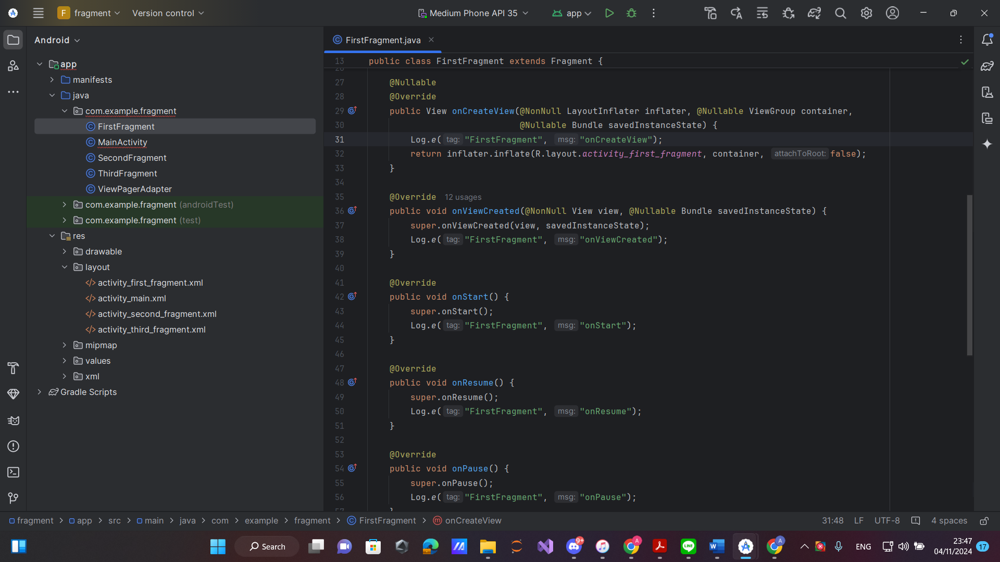 F fragment Version control Medium Phone API 35 app
Android
FirstFragment.java
app
manifests
java
com.example.fragment
FirstFragment
MainActivity
SecondFragment
ThirdFragment
ViewPagerAdapter
com.example.fragment (androidTest)
com.example.fragment (test)
res
drawable
layout
</> activity_first_fragment.xml
</> activity_main.xml
</> activity_second_fragment.xml
</> activity_third_fragment.xml
mipmap
values
xml
Gradle Scripts
13 public class FirstFragment extends Fragment {
27 @Nullable
28 @Override
29 public View onCreateView(@NonNull LayoutInflater inflater, @Nullable ViewGroup container,
30 @Nullable Bundle savedInstanceState) {
31 Log.e( tag: "FirstFragment", msg: "onCreateView");
32 return inflater.inflate(R.layout.activity_first_fragment, container, attachToRoot: false);
33 }
34
35 @Override 12 usages
36 public void onViewCreated(@NonNull View view, @Nullable Bundle savedInstanceState) {
37 super.onViewCreated(view, savedInstanceState);
38 Log.e( tag: "FirstFragment", msg: "onViewCreated");
39 }
40
41 @Override
42 public void onStart() {
43 super.onStart();
44 Log.e( tag: "FirstFragment", msg: "onStart");
45 }
46
47 @Override
48 public void onResume() {
49 super.onResume();
50 Log.e( tag: "FirstFragment", msg: "onResume");
51 }
52
53 @Override
54 public void onPause() {
55 super.onPause();
56 Log.e( tag: "FirstFragment", msg: "onPause");
fragment > app > src > main > java > com > example > fragment > FirstFragment > onCreateView 31:48 LF UTF-8 4 spaces
Search 9+ A LINE W A ENG 23:47
04/11/2024 17